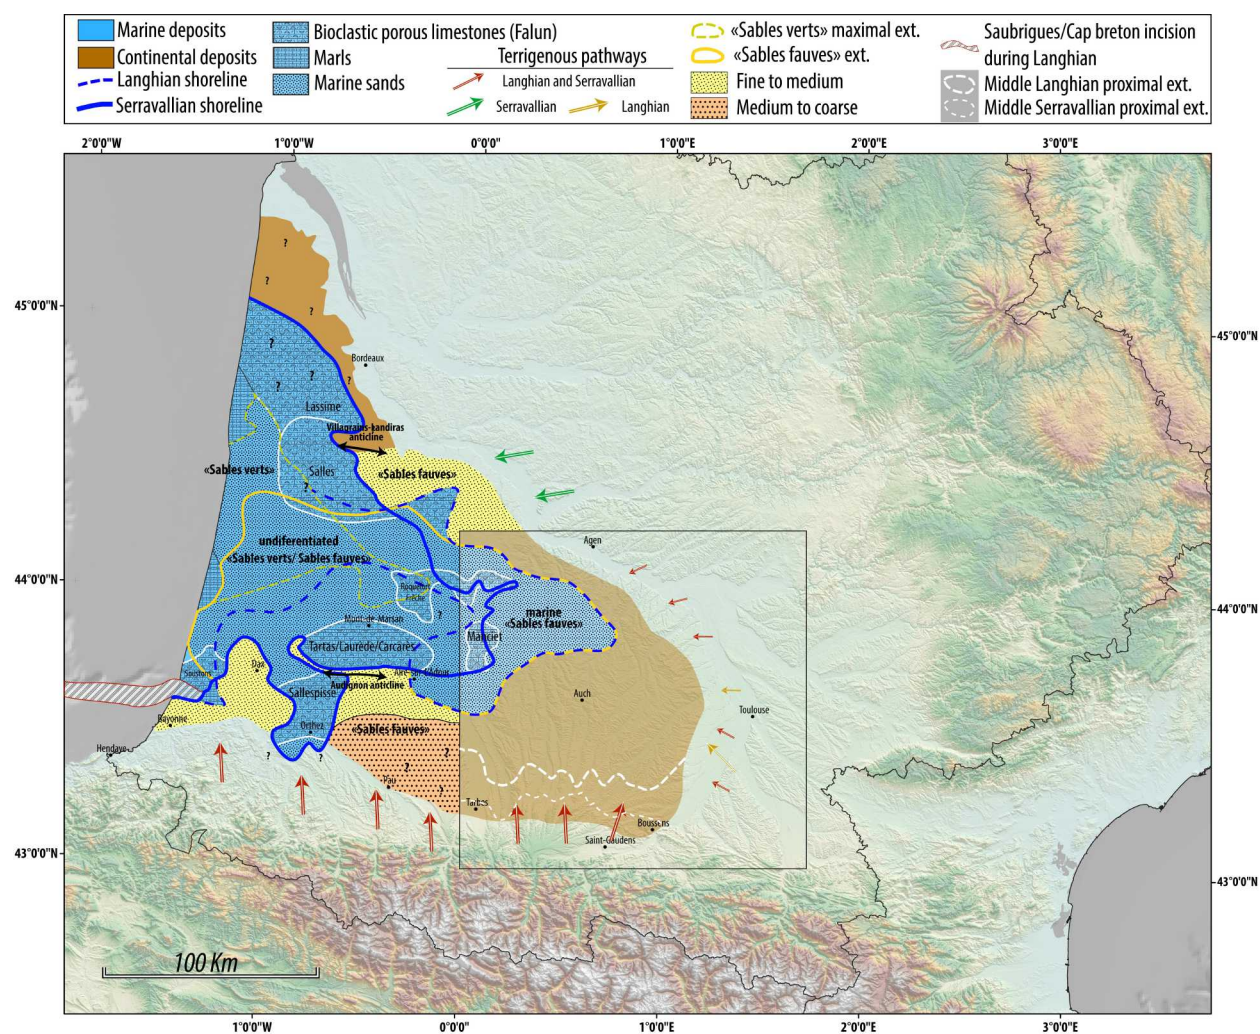 Marine deposits
Continental deposits
Langhian shoreline
Serravallian shoreline
Bioclastic porous limestones (Falun)
Marls
Marine sands
Terrigenous pathways
Langhian and Serravallian
Serravallian
Langhian
«Sables verts» maximal ext.
«Sables fauves» ext.
Fine to medium
Medium to coarse
Saubrigues/Cap breton incision
during Langhian
Middle Langhian proximal ext.
Middle Serravallian proximal ext.
2°0'0"W
1°0'0"W
0°0'0"
1°0'0"E
2°0'0"E
3°0'0"E
45°0'0"N
45°0'0"N
44°0'0"N
44°0'0"N
43°0'0"N
43°0'0"N
?
?
?
?
?
?
?
Bordeaux
Lassime
Villagrains-Landiras
anticline
«Sables verts»
Salles
?
«Sables fauves»
undiferentiated
«Sables verts/ Sables fauves»
Agen
Roquefort
?
Mont-de-Marsan
marine
«Sables fauves»
Manciet
Tartas/Laurède/Carcarès
Dax
Soustons
Audignon anticline
Sallespisse
Auch
Toulouse
Bayonne
Orthez
«Sables fauves»
Hendaye
?
?
?
?
?
Pau
Tarbes
Boussens
Saint-Gaudens
100 Km
1°0'0"W
0°0'0"
1°0'0"E
2°0'0"E
3°0'0"E